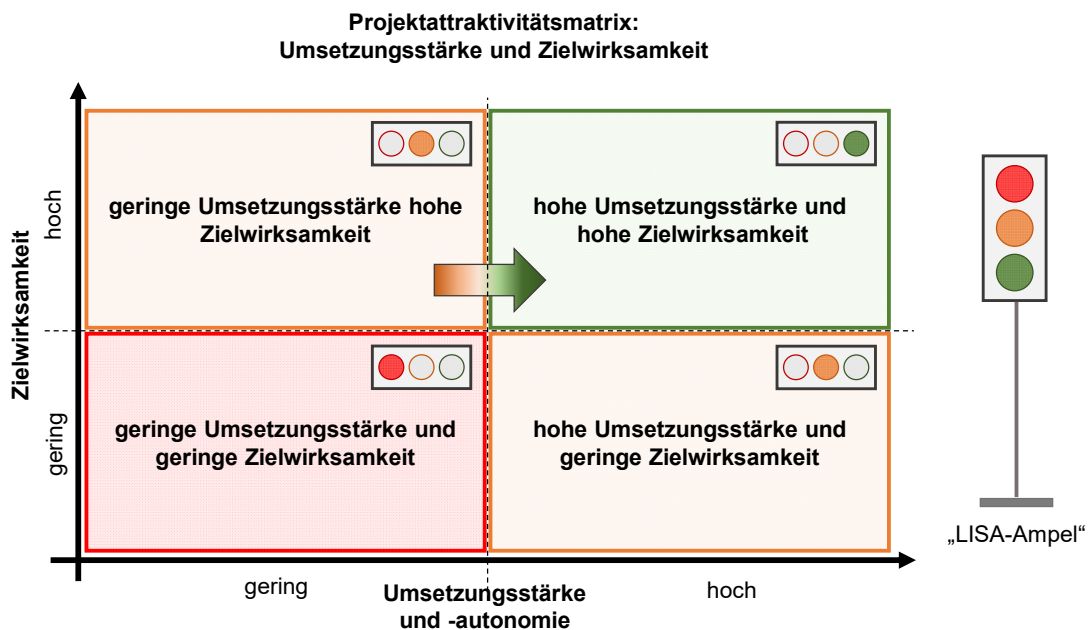 Projektattraktivitätsmatrix:
Umsetzungsstärke und Zielwirksamkeit
Zielwirksamkeit
hoch
gering
geringe Umsetzungsstärke hohe
Zielwirksamkeit
hohe Umsetzungsstärke und
hohe Zielwirksamkeit
geringe Umsetzungsstärke und
geringe Zielwirksamkeit
hohe Umsetzungsstärke und
geringe Zielwirksamkeit
„LISA-Ampel“
gering
Umsetzungsstärke
und -autonomie
hoch